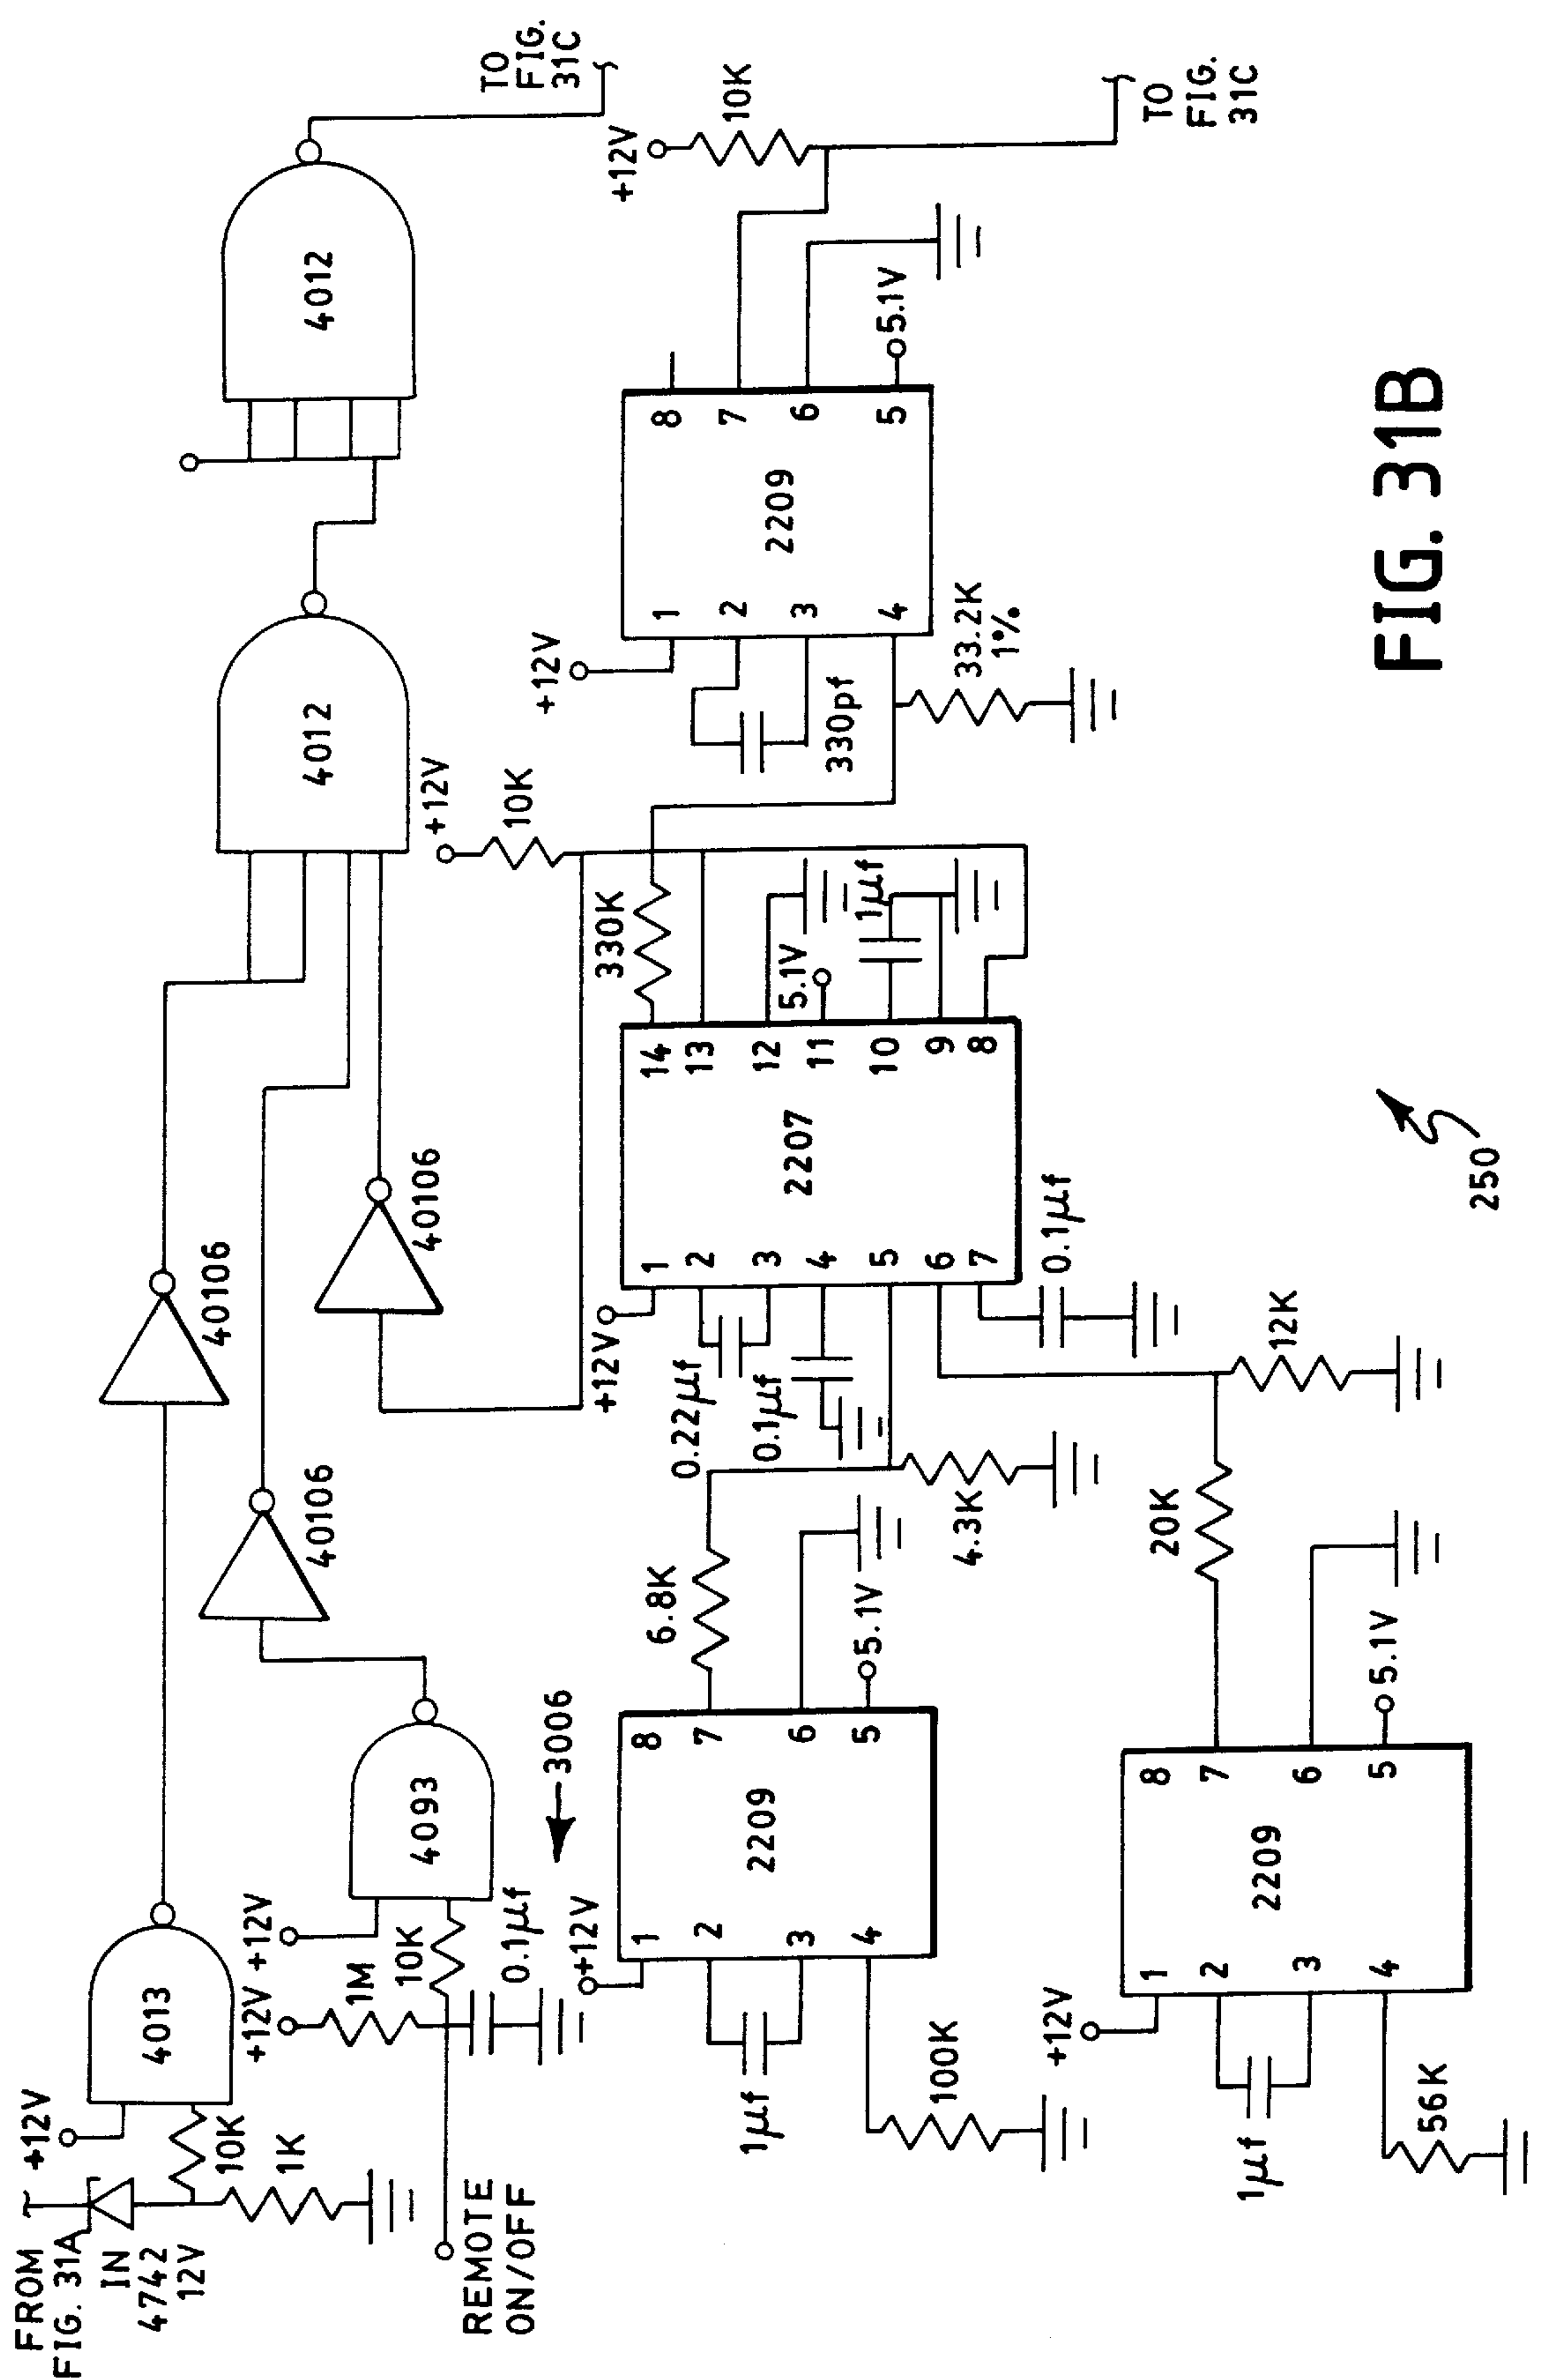 FROM
FIG. 31A
IN
4742
12V
+12V
10K
1K
4013
40106
REMOTE
ON/OFF
+12V
1M
+12V
10K
0.1µf
4093
40106
40106
4012
4012
TO
FIG.
31C
3006
+12V
1
2
3
4
2209
8
7
6
5
1µf
100K
6.8K
5.1V
4.3K
+12V
1
2
3
4
5
6
7
2207
14
13
12
11
10
9
8
0.22µf
0.1µf
0.1µf
330K
+12V
10K
5.1V
1µf
+12V
1
2
3
4
2209
8
7
6
5
330pf
33.2K
1%
5.1V
+12V
10K
TO
FIG.
31C
+12V
1
2
3
4
2209
8
7
6
5
1µf
56K
5.1V
20K
12K
250
FIG. 31B